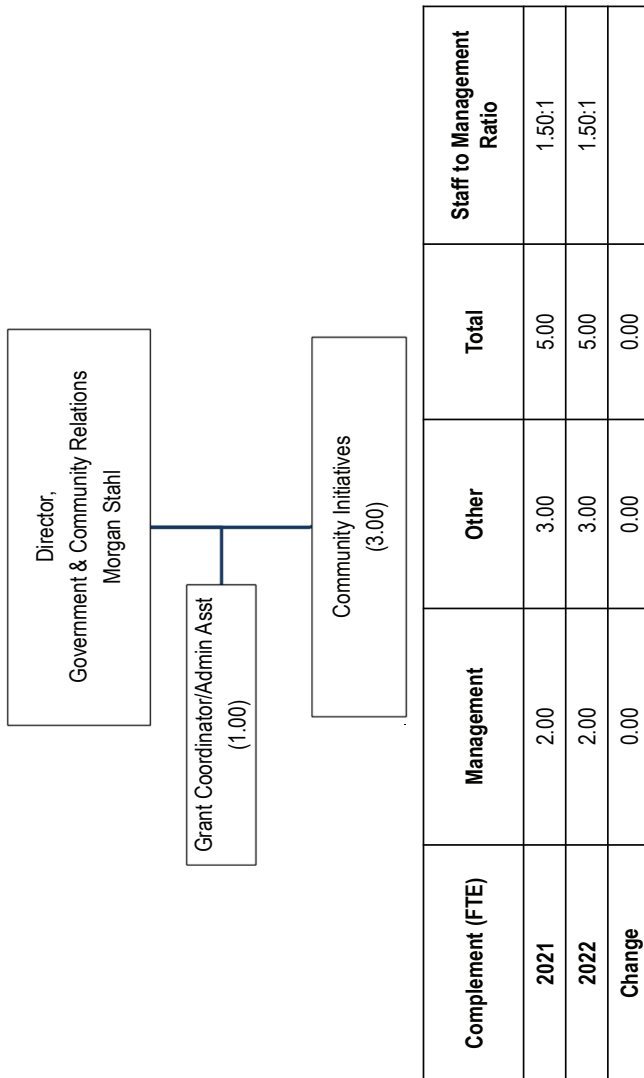 Director,
Government & Community Relations
Morgan Stahl
Grant Coordinator/Admin Asst
(1.00)
Community Initiatives
(3.00)
Complement (FTE) Management Other Total Staff to Management Ratio
2021 2.00 3.00 5.00 1.50:1
2022 2.00 3.00 5.00 1.50:1
Change 0.00 0.00 0.00